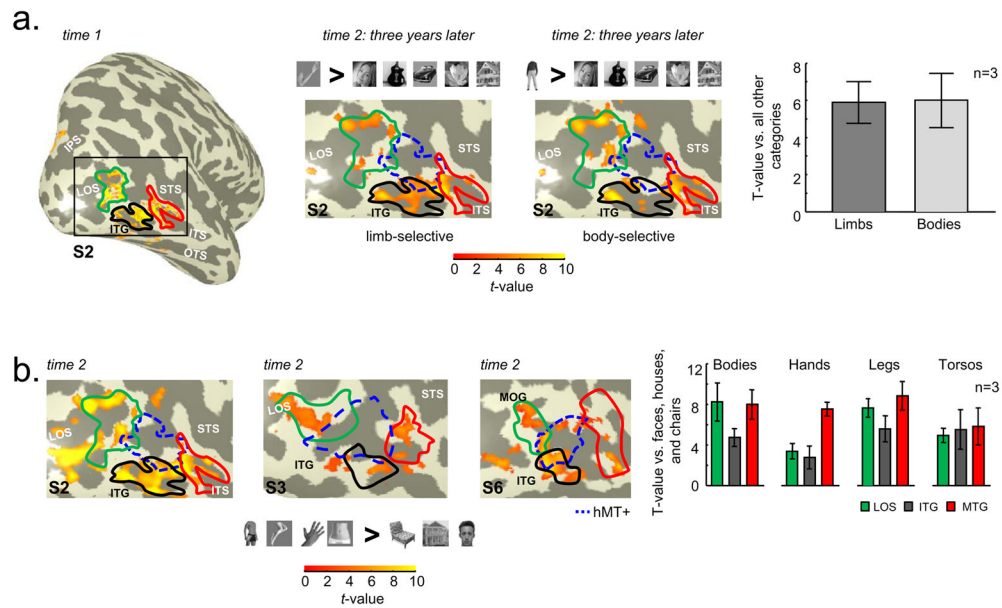 a.
time 1
IPS
LOS
STS
ITG
ITS
OTS
S2
time 2: three years later
>
LOS
STS
ITG
ITS
S2
limb-selective
time 2: three years later
>
LOS
STS
ITG
ITS
S2
body-selective
0 2 4 6 8 10
t-value
T-value vs. all other
categories
8
6
4
2
0
n=3
Limbs Bodies
b.
time 2
LOS
STS
ITG
ITS
S2
time 2
LOS
STS
ITG
S3
time 2
MOG
STS
ITG
S6
hMT+
>
0 2 4 6 8 10
t-value
T-value vs. faces, houses,
and chairs
12
8
4
0
Bodies Hands Legs Torsos
n=3
LOS ITG MTG